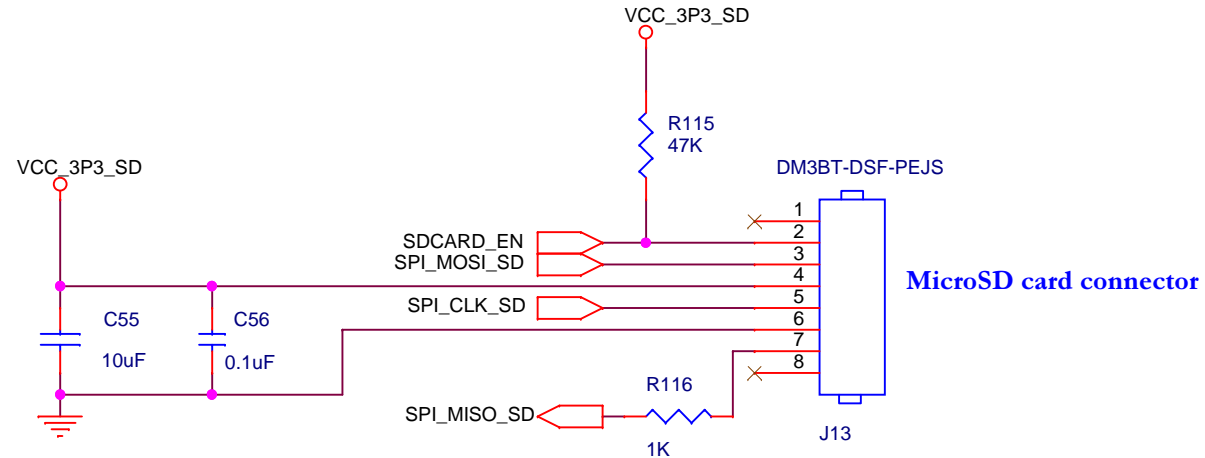 VCC_3P3_SD
R115
47K
VCC_3P3_SD
DM3BT-DSF-PEJS
1
SDCARD_EN
2
SPI_MOSI_SD
3
4
MicroSD card connector
SPI_CLK_SD
5
C55
C56
6
10uF
0.1uF
7
8
R116
SPI_MISO_SD
1K
J13